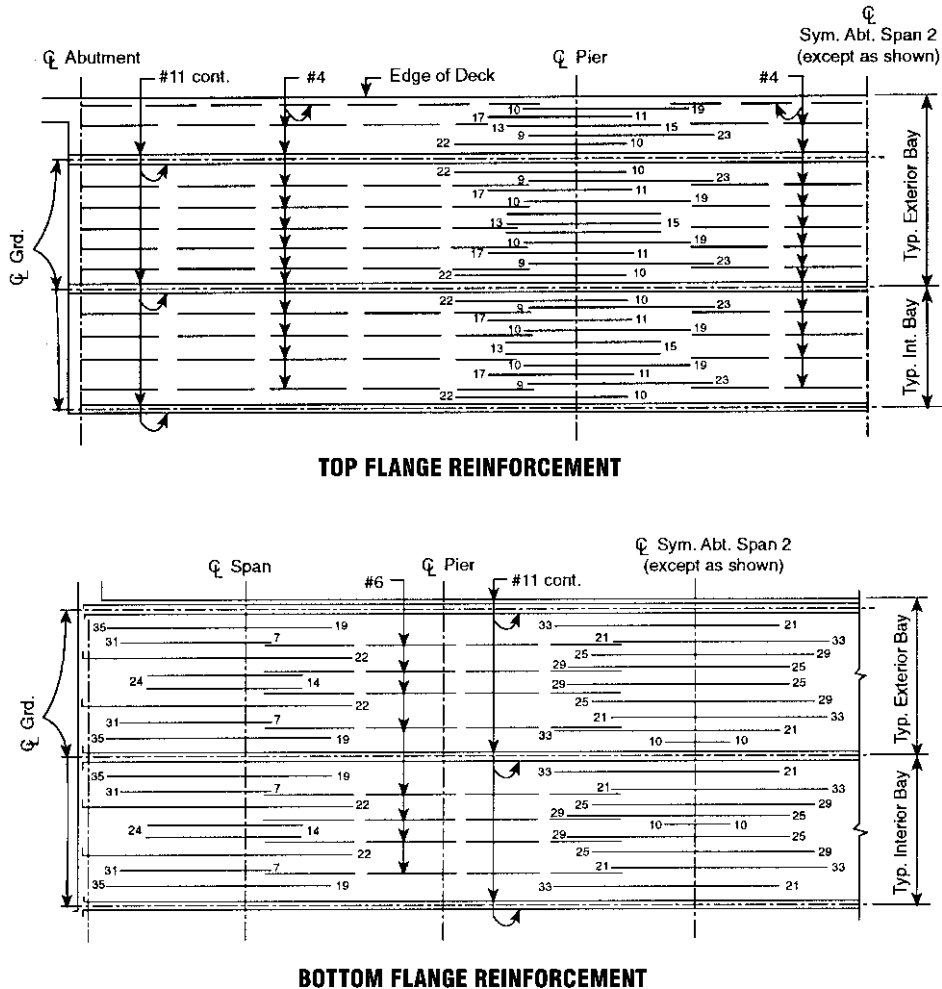 ℄
Sym. Abt. Span 2
(except as shown)
℄ Abutment
℄ Pier
#11 cont.
#4
Edge of Deck
#4
10 19
17 11
13 15
9 23
22 10
22 10
9 23
17 11
10 19
13 15
10 19
17 11
9 23
22 10
22 10
9 23
17 11
10 19
13 15
10 19
17 11
9 23
22 10
℄ Grd.
Typ. Exterior Bay
Typ. Int. Bay
TOP FLANGE REINFORCEMENT
℄ Sym. Abt. Span 2
(except as shown)
℄ Span
℄ Pier
#6
#11 cont.
35 19 33 21
31 7 21 33
22 25 29
24 14 29 25
29 25
22 25 29
31 7 21 33
35 19 33 21
10 10
35 19 33 21
31 7 21 33
22 25 29
24 14 29 25
10 10
29 25
22 25 29
31 7 21 33
35 19 33 21
℄ Grd.
Typ. Exterior Bay
Typ. Interior Bay
BOTTOM FLANGE REINFORCEMENT